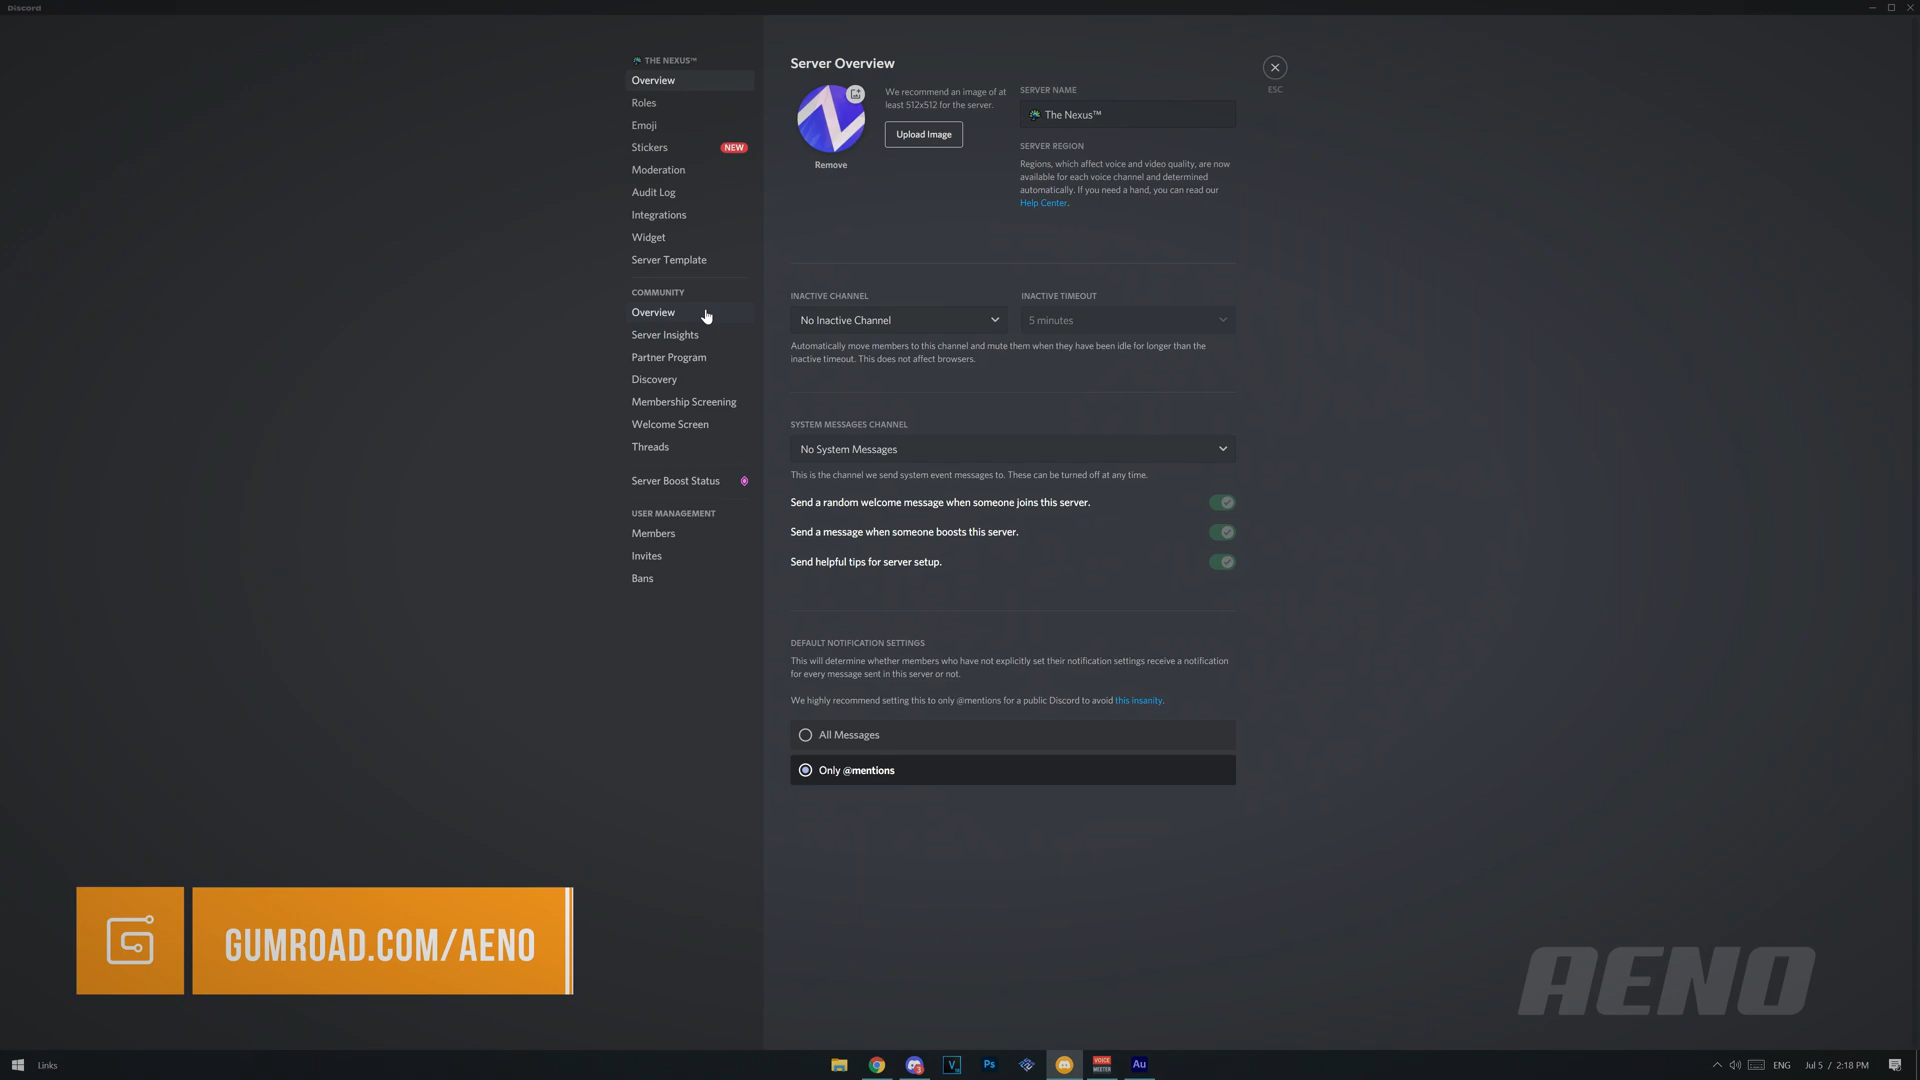 Discord
THE NEXUS™
Overview
Roles
Emoji
Stickers NEW
Moderation
Audit Log
Integrations
Widget
Server Template
COMMUNITY
Overview
Server Insights
Partner Program
Discovery
Membership Screening
Welcome Screen
Threads
Server Boost Status
USER MANAGEMENT
Members
Invites
Bans
Server Overview
ESC
We recommend an image of at
least 512x512 for the server.
Upload Image
Remove
SERVER NAME
The Nexus™
SERVER REGION
Regions, which affect voice and video quality, are now
available for each voice channel and determined
automatically. If you need a hand, you can read our
Help Center.
INACTIVE CHANNEL
No Inactive Channel
INACTIVE TIMEOUT
5 minutes
Automatically move members to this channel and mute them when they have been idle for longer than the
inactive timeout. This does not affect browsers.
SYSTEM MESSAGES CHANNEL
No System Messages
This is the channel we send system event messages to. These can be turned off at any time.
Send a random welcome message when someone joins this server.
Send a message when someone boosts this server.
Send helpful tips for server setup.
DEFAULT NOTIFICATION SETTINGS
This will determine whether members who have not explicitly set their notification settings receive a notification
for every message sent in this server or not.
We highly recommend setting this to only @mentions for a public Discord to avoid this insanity.
All Messages
Only @mentions
GUMROAD.COM/AENO
AENO
Links
V
Ps
3
VOICE
MEETER
Au
ENG
Jul 5 / 2:18 PM